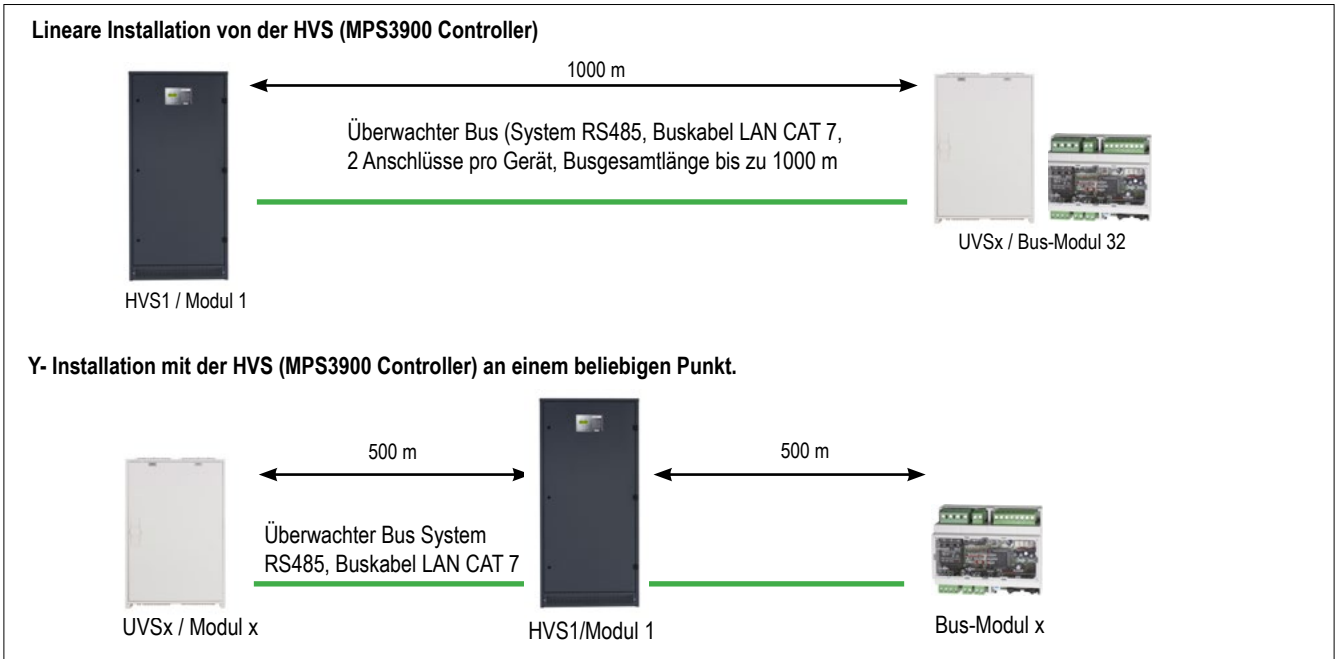 Lineare Installation von der HVS (MPS3900 Controller)
1000 m
Überwachter Bus (System RS485, Buskabel LAN CAT 7,
2 Anschlüsse pro Gerät, Busgesamtlänge bis zu 1000 m
UVSx / Bus-Modul 32
HVS1 / Modul 1
Y- Installation mit der HVS (MPS3900 Controller) an einem beliebigen Punkt.
500 m
500 m
Überwachter Bus System
RS485, Buskabel LAN CAT 7
UVSx / Modul x
HVS1/Modul 1
Bus-Modul x